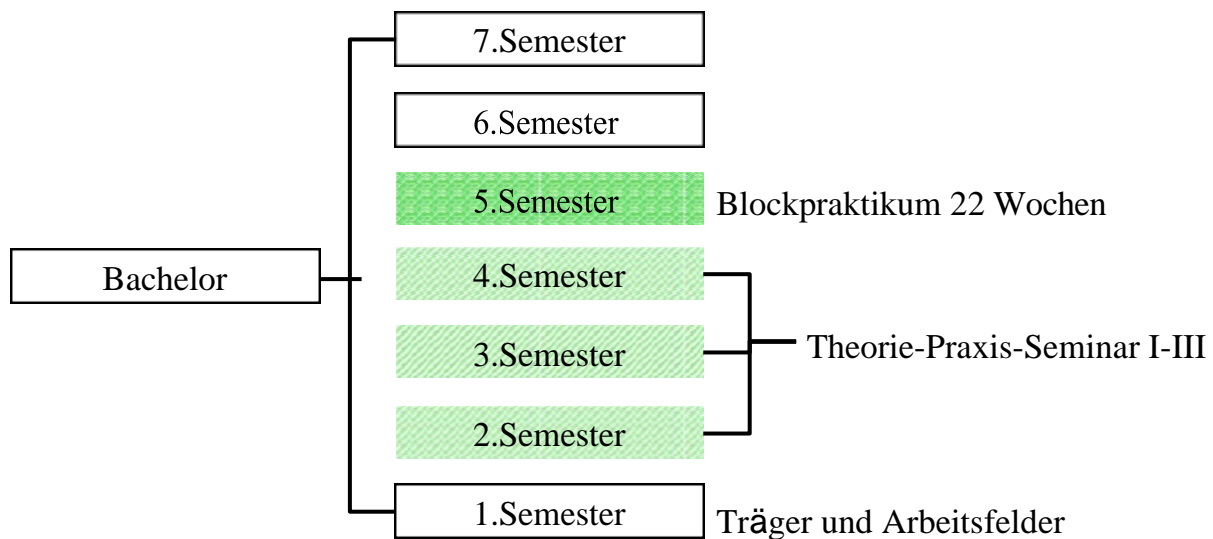 7.Semester
6.Semester
5.Semester
Blockpraktikum 22 Wochen
Bachelor
4.Semester
3.Semester
Theorie-Praxis-Seminar I-III
2.Semester
1.Semester
Träger und Arbeitsfelder